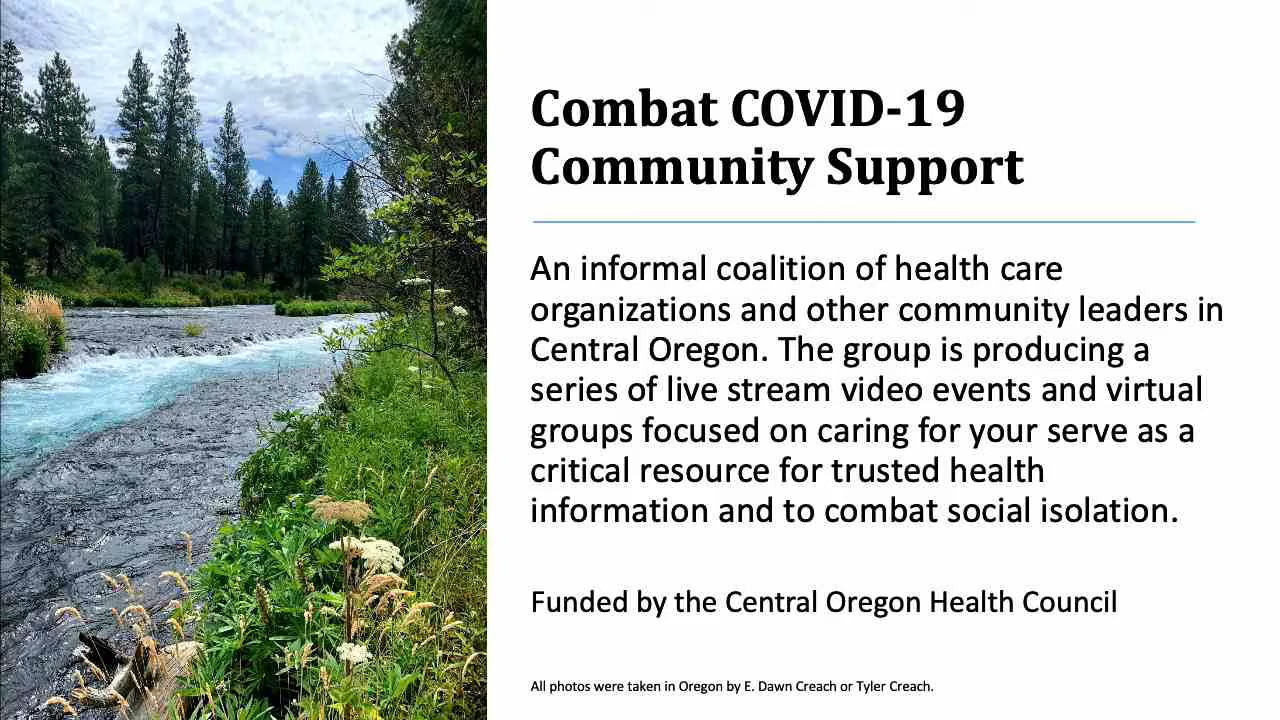 Combat COVID-19
Community Support
An informal coalition of health care
organizations and other community leaders in
Central Oregon. The group is producing a
series of live stream video events and virtual
groups focused on caring for your serve as a
critical resource for trusted health
information and to combat social isolation.
Funded by the Central Oregon Health Council
All photos were taken in Oregon by E. Dawn Creach or Tyler Creach.